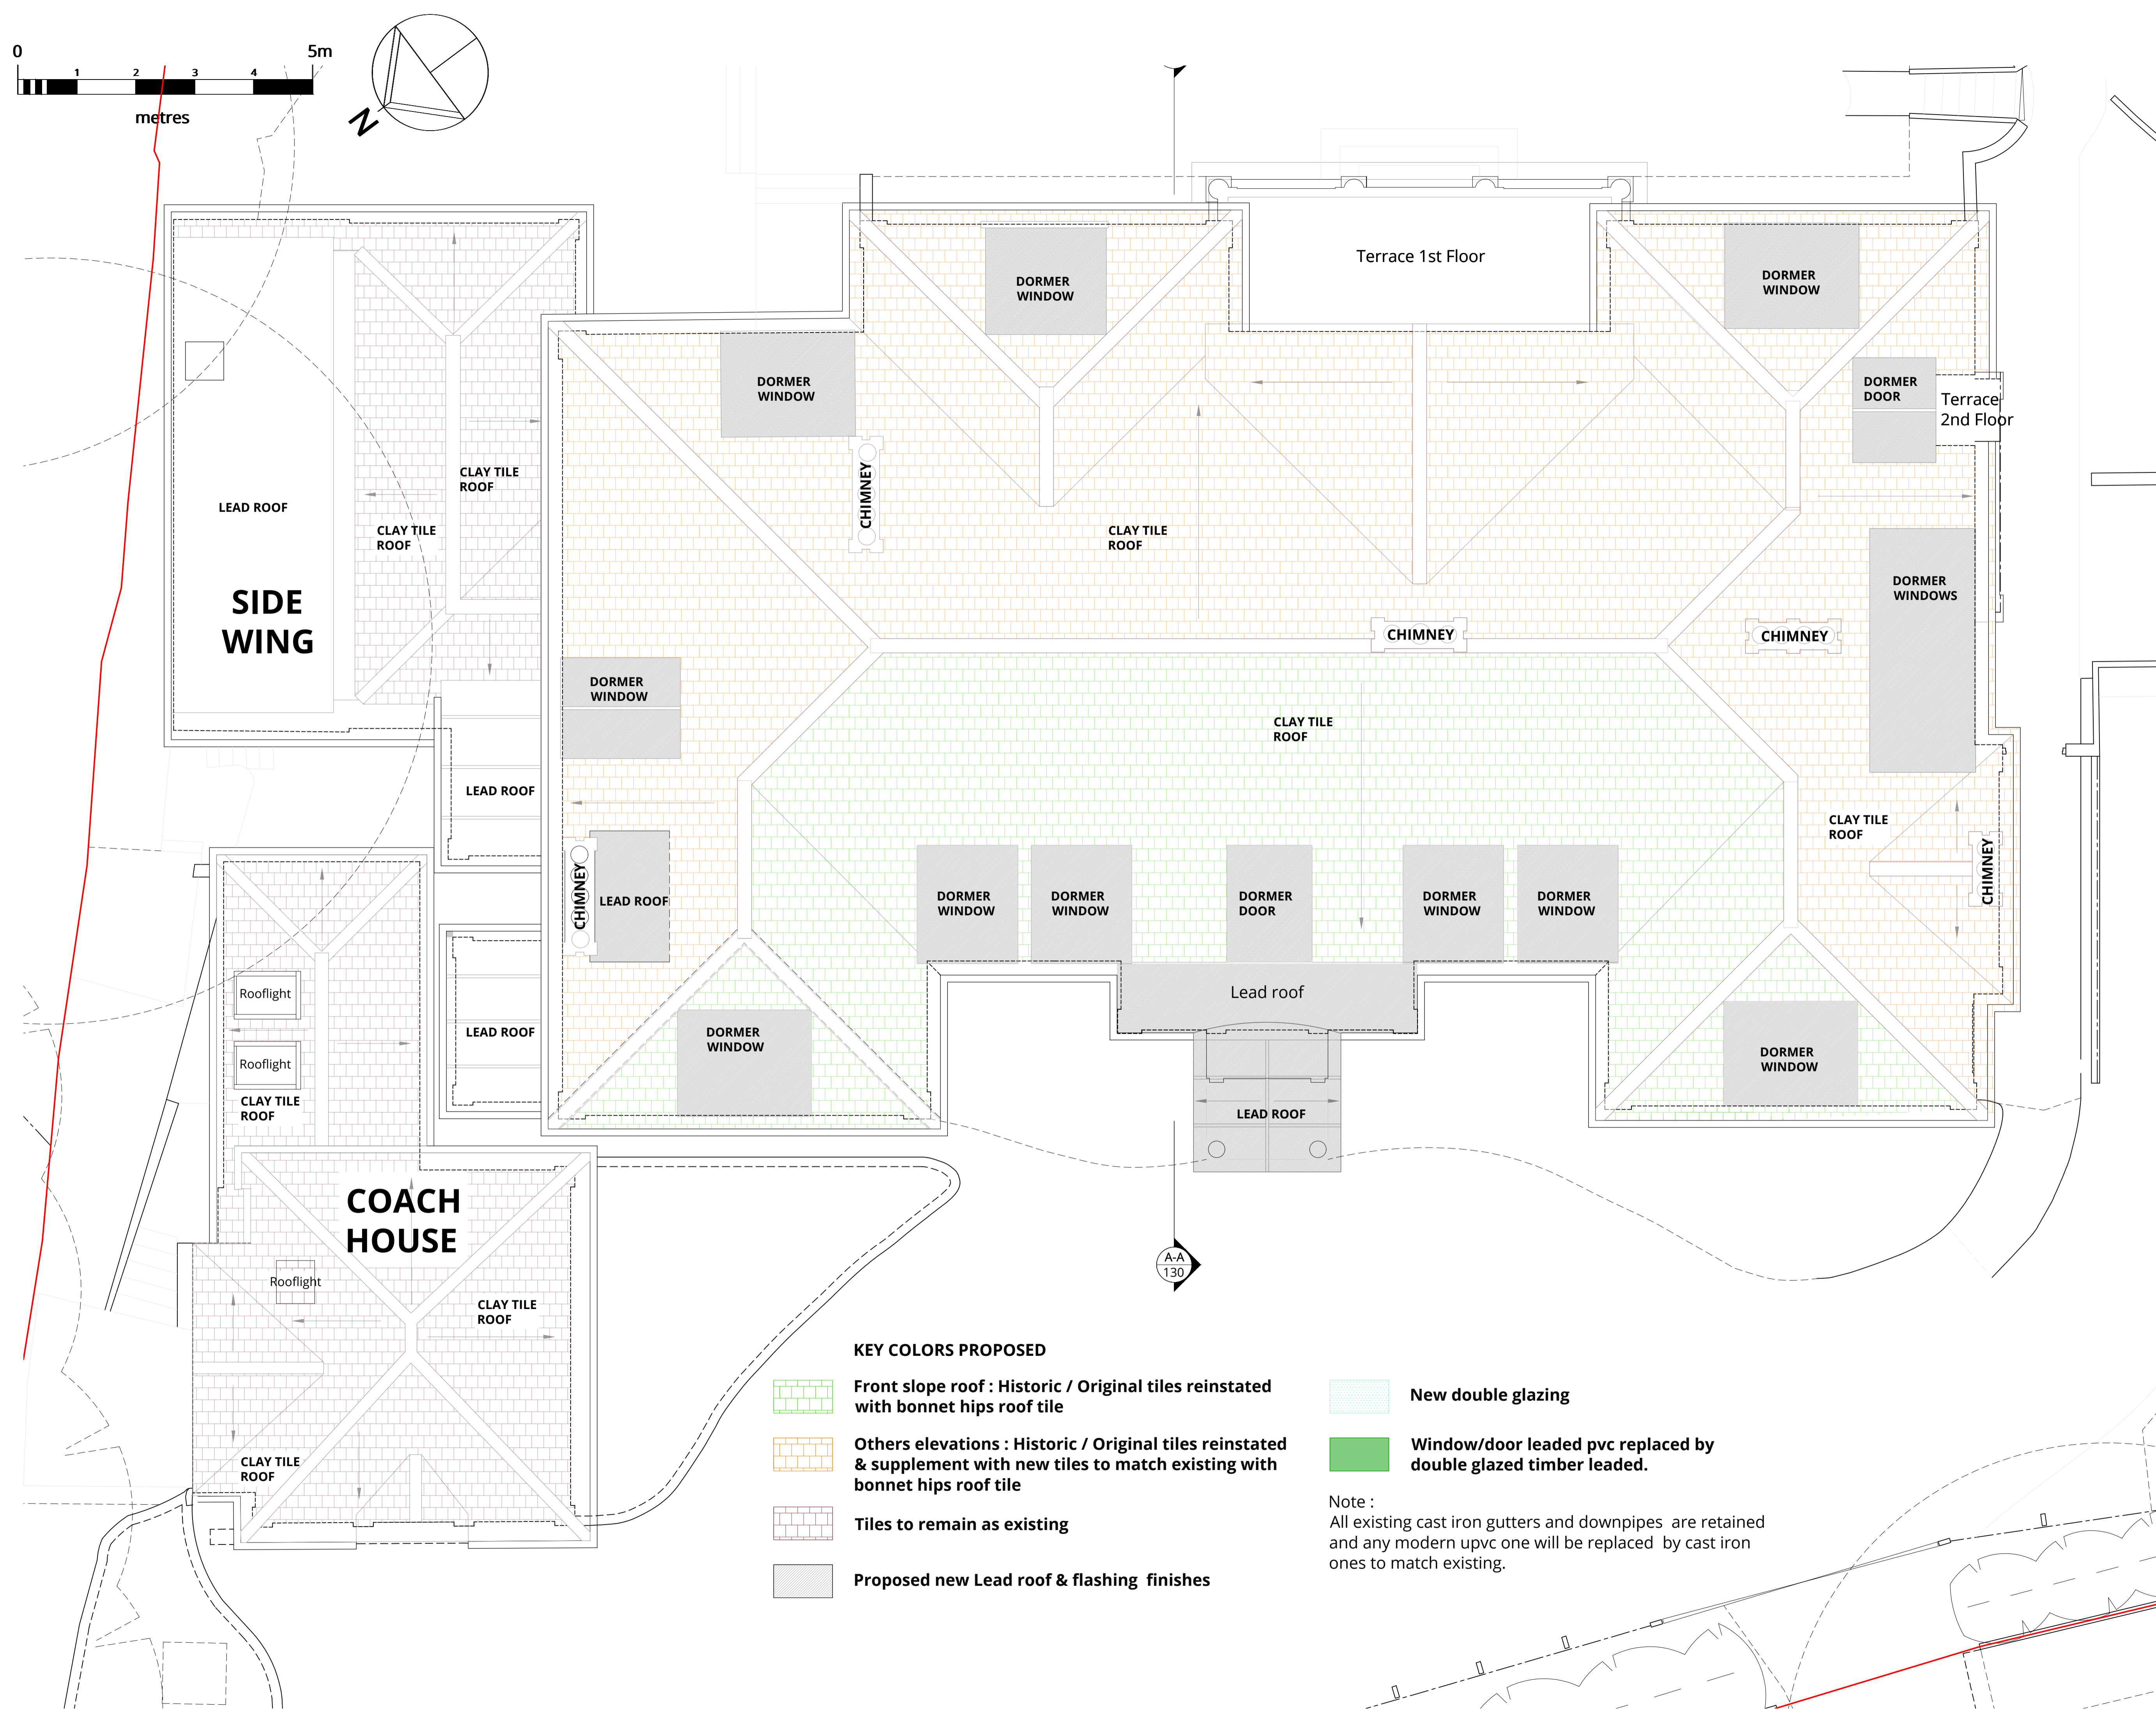 0 5m
1 2 3 4
metres
N
Terrace 1st Floor
DORMER
WINDOW
DORMER
WINDOW
DORMER
WINDOW
DORMER
DOOR
Terrace
2nd Floor
CHIMNEY
CLAY TILE
ROOF
LEAD ROOF
CLAY TILE
ROOF
CLAY TILE
ROOF
SIDE
WING
DORMER
WINDOWS
CHIMNEY
CHIMNEY
DORMER
WINDOW
CLAY TILE
ROOF
LEAD ROOF
CLAY TILE
ROOF
CHIMNEY
CHIMNEY
LEAD ROOF
DORMER
WINDOW
DORMER
WINDOW
DORMER
DOOR
DORMER
WINDOW
DORMER
WINDOW
Lead roof
Rooflight
LEAD ROOF
DORMER
WINDOW
DORMER
WINDOW
Rooflight
CLAY TILE
ROOF
LEAD ROOF
COACH
HOUSE
A-A
130
Rooflight
CLAY TILE
ROOF
CLAY TILE
ROOF
KEY COLORS PROPOSED
Front slope roof : Historic / Original tiles reinstated
with bonnet hips roof tile
Others elevations : Historic / Original tiles reinstated
& supplement with new tiles to match existing with
bonnet hips roof tile
Tiles to remain as existing
Proposed new Lead roof & flashing finishes
New double glazing
Window/door leaded pvc replaced by
double glazed timber leaded.
Note :
All existing cast iron gutters and downpipes are retained
and any modern upvc one will be replaced by cast iron
ones to match existing.